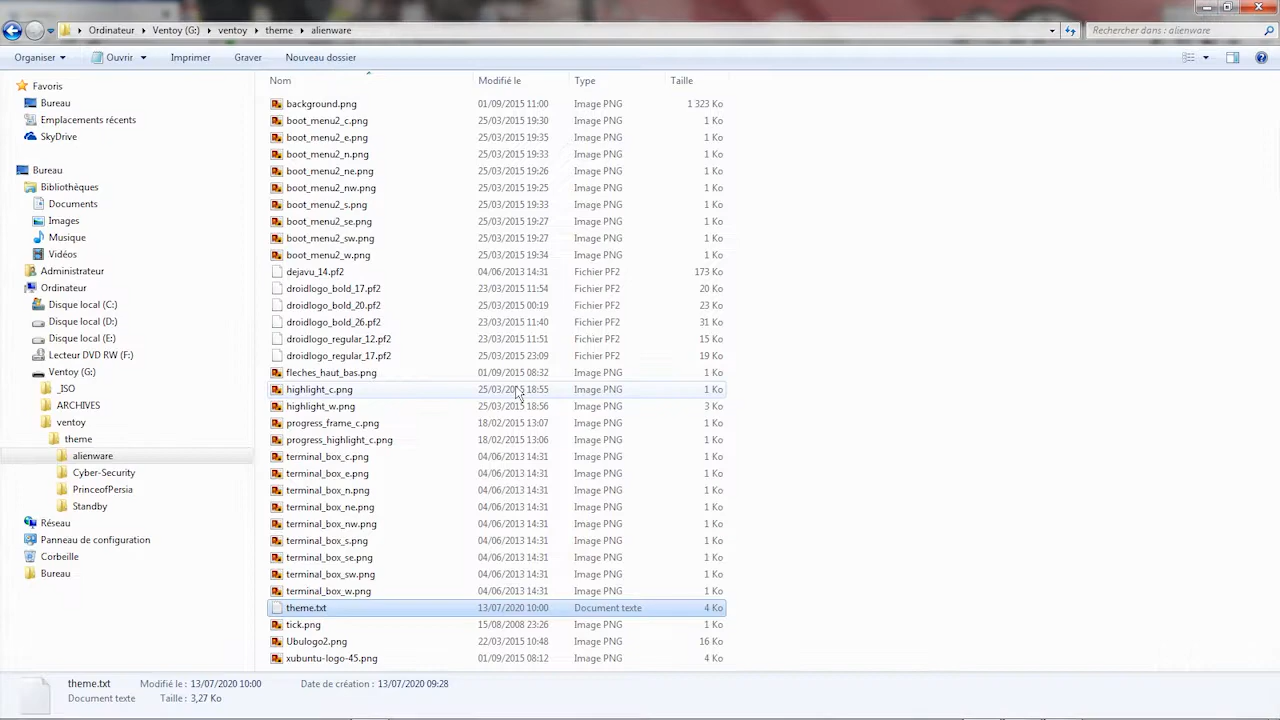 Ordinateur Ventoy (G:) ventoy theme alienware Rechercher dans : alienware
Organiser Ouvrir Imprimer Graver Nouveau dossier
Nom Modifié le Type Taille
Favoris
Bureau
Emplacements récents
SkyDrive
Bureau
Bibliothèques
Documents
Images
Musique
Vidéos
Administrateur
Ordinateur
Disque local (C:)
Disque local (D:)
Disque local (E:)
Lecteur DVD RW (F:)
Ventoy (G:)
_ISO
ARCHIVES
ventoy
theme
alienware
Cyber-Security
PrinceofPersia
Standby
Réseau
Panneau de configuration
Corbeille
Bureau
background.png 01/09/2015 11:00 Image PNG 1 323 Ko
boot_menu2_c.png 25/03/2015 19:30 Image PNG 1 Ko
boot_menu2_e.png 25/03/2015 19:35 Image PNG 1 Ko
boot_menu2_n.png 25/03/2015 19:33 Image PNG 1 Ko
boot_menu2_ne.png 25/03/2015 19:26 Image PNG 1 Ko
boot_menu2_nw.png 25/03/2015 19:25 Image PNG 1 Ko
boot_menu2_s.png 25/03/2015 19:33 Image PNG 1 Ko
boot_menu2_se.png 25/03/2015 19:27 Image PNG 1 Ko
boot_menu2_sw.png 25/03/2015 19:27 Image PNG 1 Ko
boot_menu2_w.png 25/03/2015 19:34 Image PNG 1 Ko
dejavu_14.pf2 04/06/2013 14:31 Fichier PF2 173 Ko
droidlogo_bold_17.pf2 23/03/2015 11:54 Fichier PF2 20 Ko
droidlogo_bold_20.pf2 25/03/2015 00:19 Fichier PF2 23 Ko
droidlogo_bold_26.pf2 23/03/2015 11:40 Fichier PF2 31 Ko
droidlogo_regular_12.pf2 23/03/2015 11:51 Fichier PF2 15 Ko
droidlogo_regular_17.pf2 25/03/2015 23:09 Fichier PF2 19 Ko
fleches_haut_bas.png 01/09/2015 08:32 Image PNG 1 Ko
highlight_c.png 25/03/2015 18:55 Image PNG 1 Ko
highlight_w.png 25/03/2015 18:56 Image PNG 3 Ko
progress_frame_c.png 18/02/2015 13:07 Image PNG 1 Ko
progress_highlight_c.png 18/02/2015 13:06 Image PNG 1 Ko
terminal_box_c.png 04/06/2013 14:31 Image PNG 1 Ko
terminal_box_e.png 04/06/2013 14:31 Image PNG 1 Ko
terminal_box_n.png 04/06/2013 14:31 Image PNG 1 Ko
terminal_box_ne.png 04/06/2013 14:31 Image PNG 1 Ko
terminal_box_nw.png 04/06/2013 14:31 Image PNG 1 Ko
terminal_box_s.png 04/06/2013 14:31 Image PNG 1 Ko
terminal_box_se.png 04/06/2013 14:31 Image PNG 1 Ko
terminal_box_sw.png 04/06/2013 14:31 Image PNG 1 Ko
terminal_box_w.png 04/06/2013 14:31 Image PNG 1 Ko
theme.txt 13/07/2020 10:00 Document texte 4 Ko
tick.png 15/08/2008 23:26 Image PNG 1 Ko
Ubulogo2.png 22/03/2015 10:48 Image PNG 16 Ko
xubuntu-logo-45.png 01/09/2015 08:12 Image PNG 4 Ko
theme.txt Modifié le : 13/07/2020 10:00 Date de création : 13/07/2020 09:28
Document texte Taille : 3,27 Ko